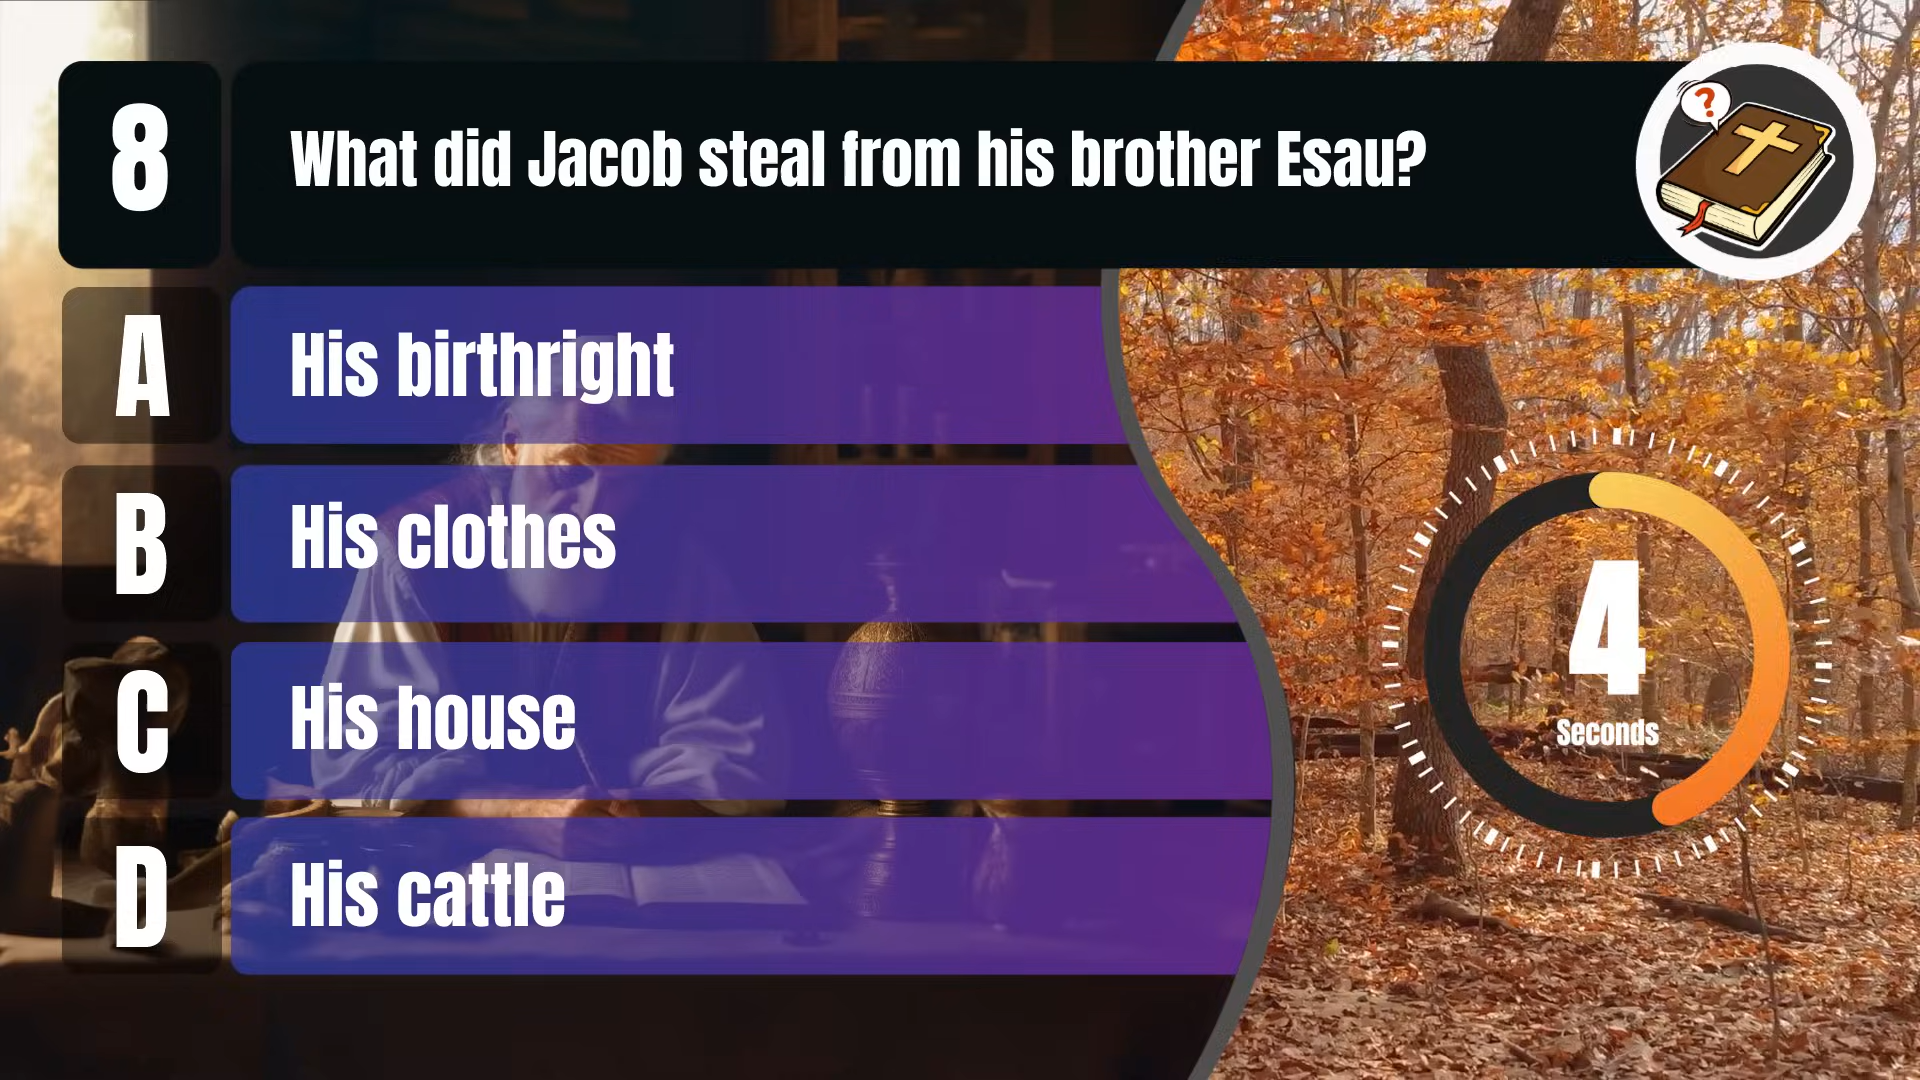 8
What did Jacob steal from his brother Esau?
?
A
His birthright
B
His clothes
C
His house
D
His cattle
4
Seconds